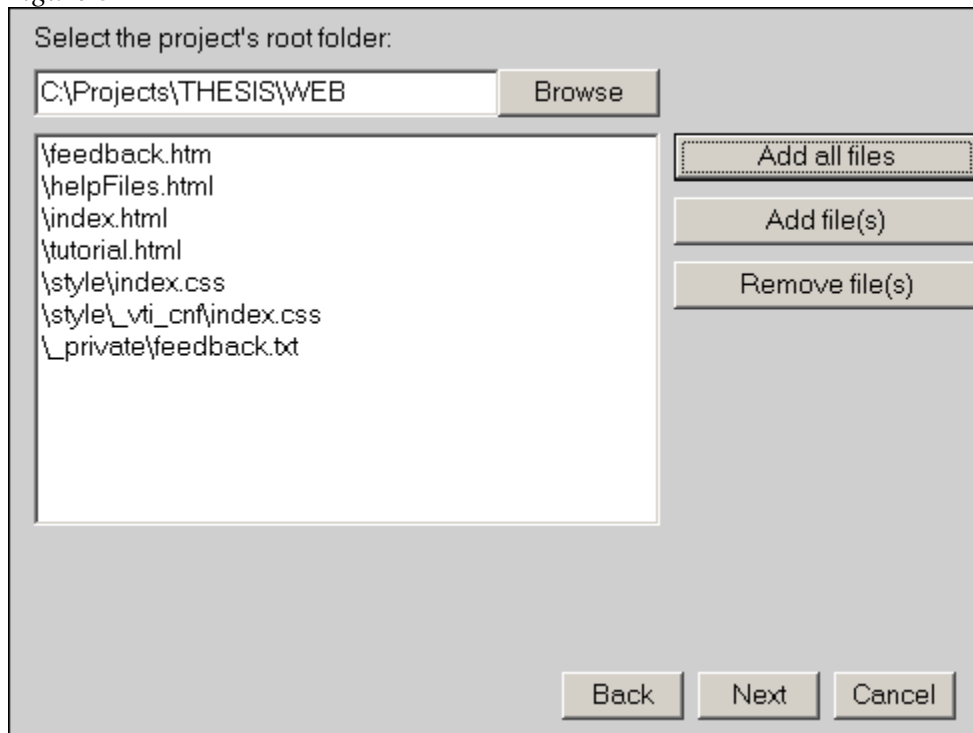 Select the project's root folder:
C:\Projects\THESIS\WEB
Browse
\feedback.htm
\helpFiles.html
\index.html
\tutorial.html
\style\index.css
\style\_vti_cnf\index.css
\_private\feedback.txt
Add all files
Add file(s)
Remove file(s)
Back
Next
Cancel